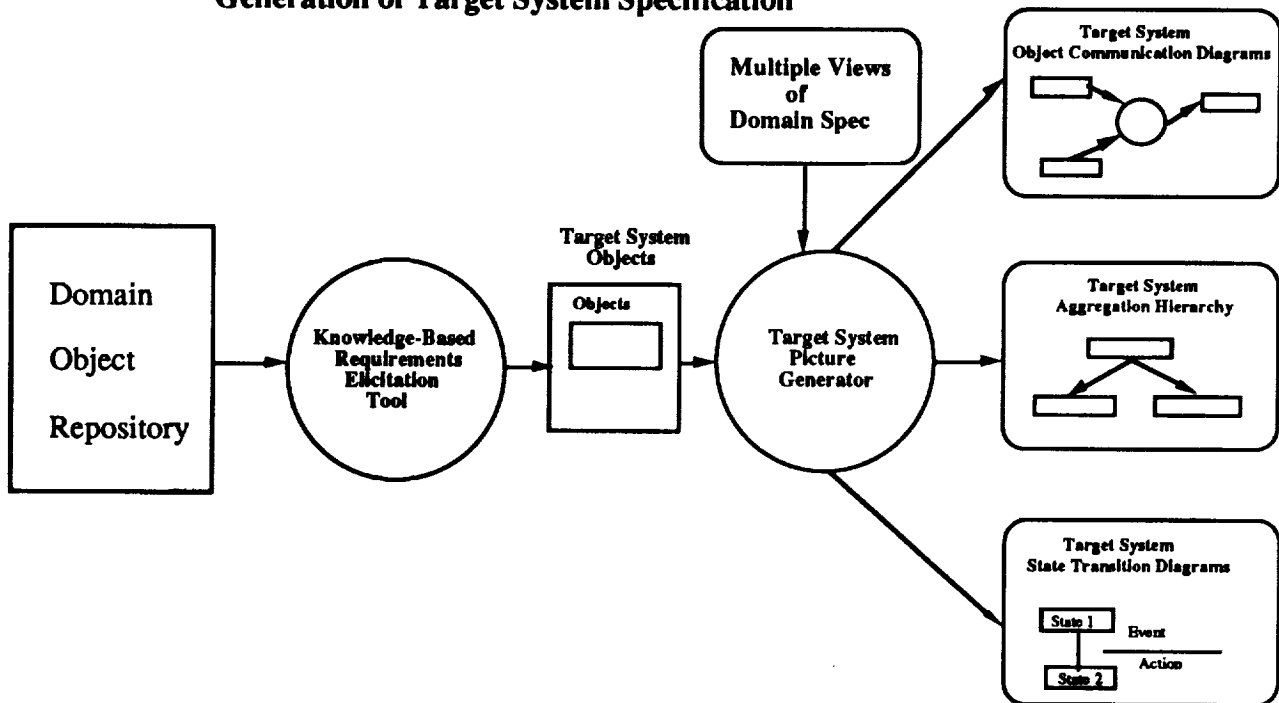 Generation of Target System Specification
Target System
Object Communication Diagrams
Multiple Views
of
Domain Spec
Domain
Object
Repository
Knowledge-Based
Requirements
Elicitation
Tool
Target System
Objects
Objects
Target System
Picture
Generator
Target System
Aggregation Hierarchy
Target System
State Transition Diagrams
State 1
Event
Action
State 2